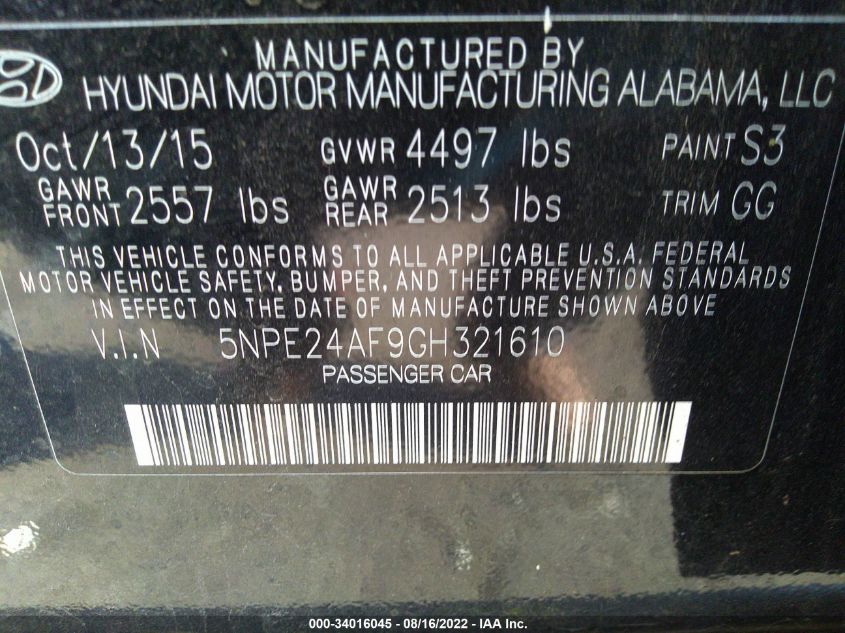 MANUFACTURED BY
HYUNDAI MOTOR MANUFACTURING ALABAMA, LLC
Oct/13/15 GVWR 4497 lbs PAINT S3
GAWR FRONT 2557 lbs GAWR REAR 2513 lbs TRIM GG
THIS VEHICLE CONFORMS TO ALL APPLICABLE U.S.A. FEDERAL
MOTOR VEHICLE SAFETY, BUMPER, AND THEFT PREVENTION STANDARDS
IN EFFECT ON THE DATE OF MANUFACTURE SHOWN ABOVE
V.I.N 5NPE24AF9GH321610
PASSENGER CAR
000-34016045 - 08/16/2022 - IAA Inc.